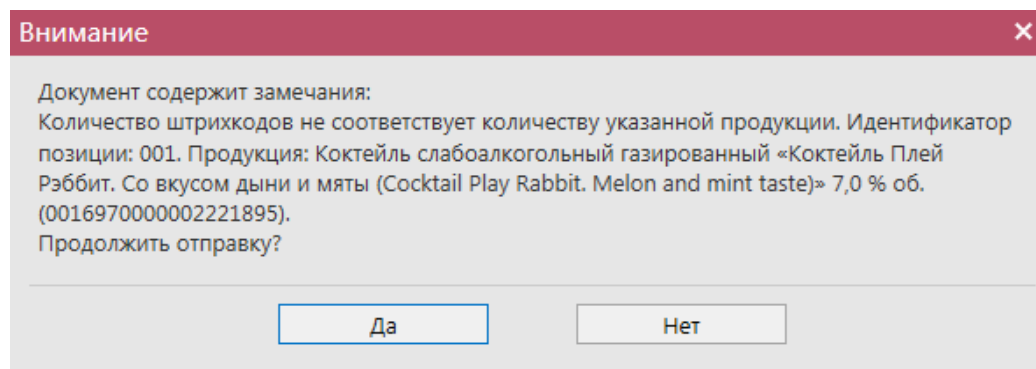 Внимание
Документ содержит замечания:
Количество штрихкодов не соответствует количеству указанной продукции. Идентификатор
позиции: 001. Продукция: Коктейль слабоалкогольный газированный «Коктейль Плей
Рэббит. Со вкусом дыни и мяты (Cocktail Play Rabbit. Melon and mint taste)» 7,0 % об.
(0016970000002221895).
Продолжить отправку?
Да
Нет